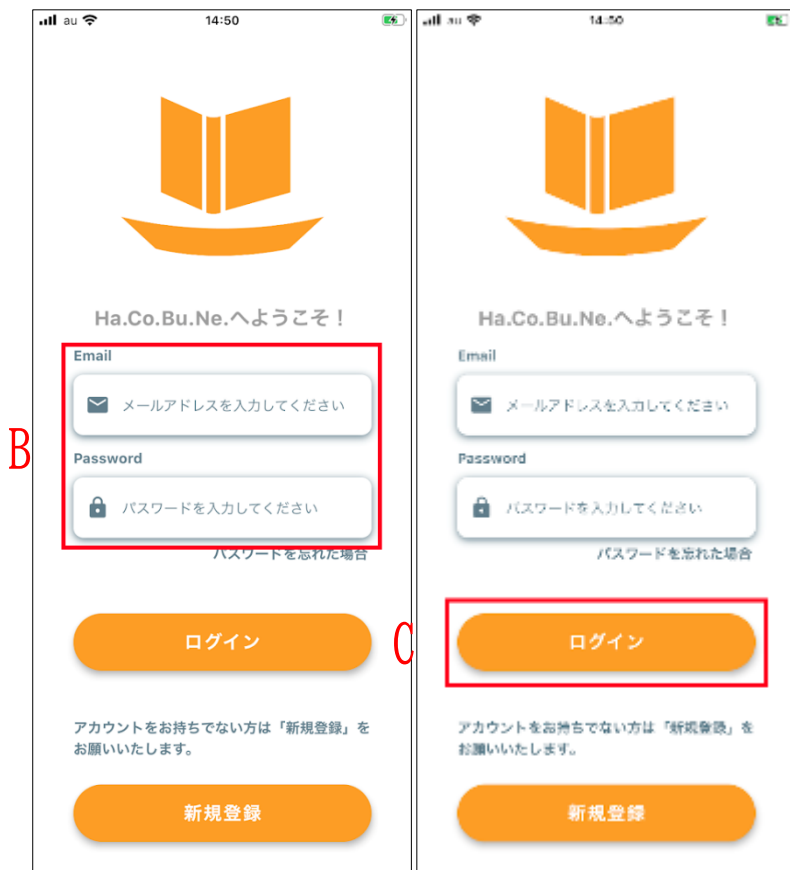 au 14:50
Ha.Co.Bu.Ne.へようこそ！
Email
メールアドレスを入力してください
B
Password
パスワードを入力してください
パスワードを忘れた場合
ログイン
アカウントをお持ちでない方は「新規登録」を
お願いいたします。
新規登録
au 14:50
Ha.Co.Bu.Ne.へようこそ！
Email
メールアドレスを入力してください
Password
パスワードを入力してください
パスワードを忘れた場合
C
ログイン
アカウントをお持ちでない方は「新規登録」を
お願いいたします。
新規登録